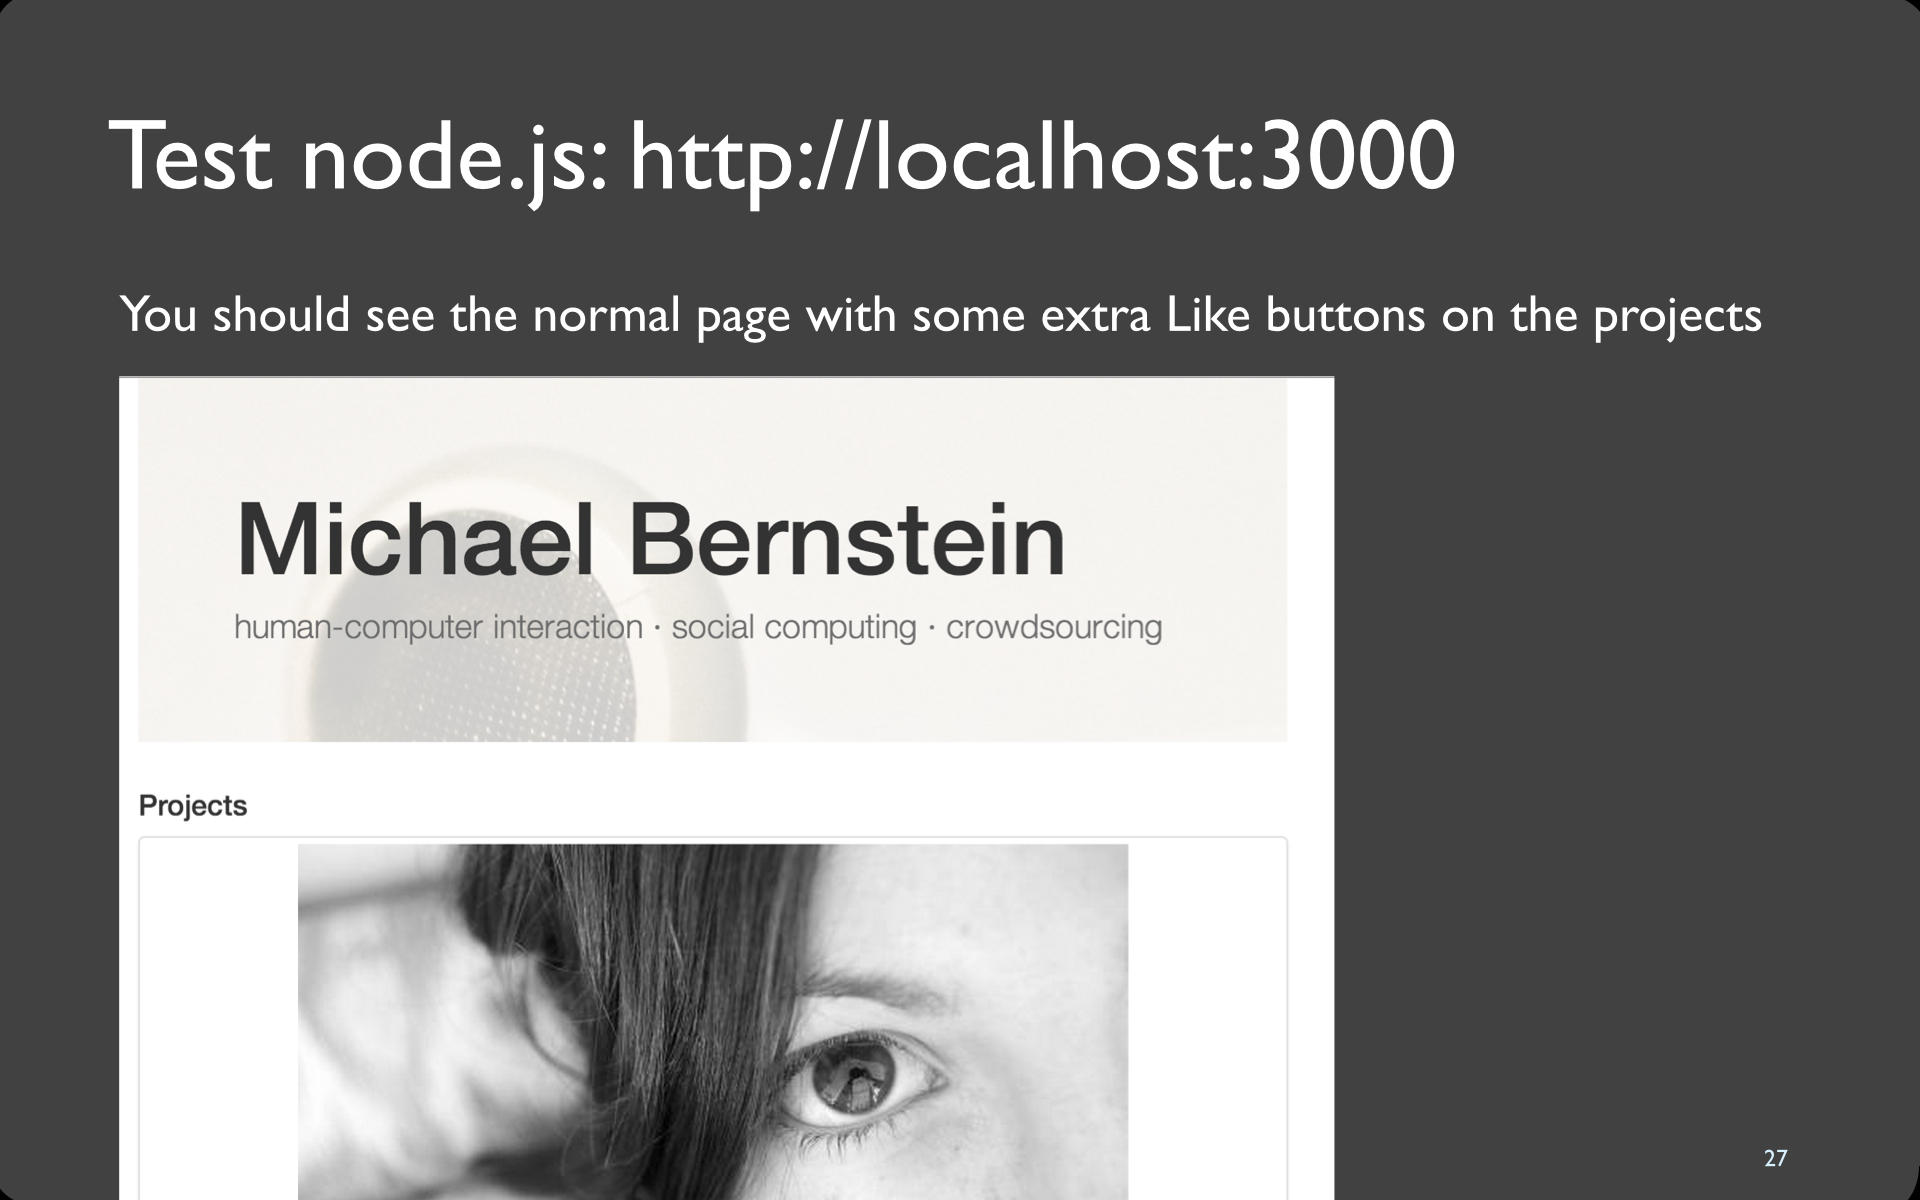 Test node.js: http://localhost:3000
You should see the normal page with some extra Like buttons on the projects
Michael Bernstein
human-computer interaction · social computing · crowdsourcing
Projects
27